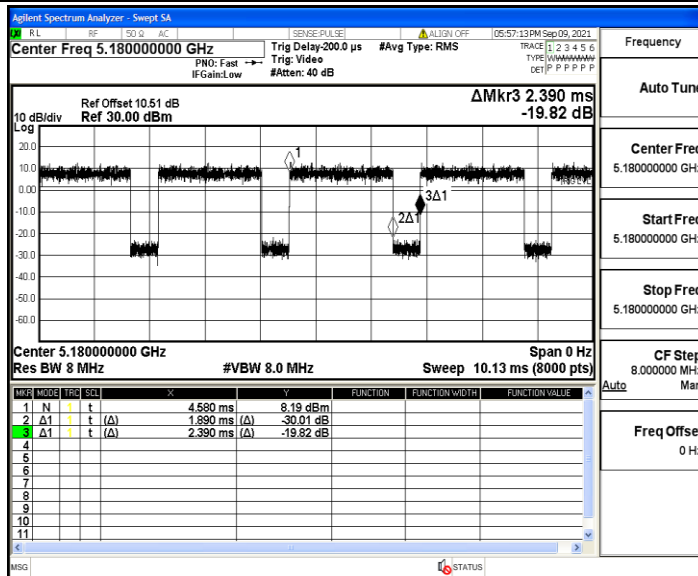 Agilent Spectrum Analyzer - Swept SA
RL RF 50 Ω AC SENSE:PULSE ALIGN OFF 05:57:13PM Sep 09, 2021
Center Freq 5.180000000 GHz
PNO: Fast
IFGain:Low
Trig Delay-200.0 µs
Trig: Video
#Atten: 40 dB
#Avg Type: RMS
TRACE 1 2 3 4 5 6
TYPE WWWWWW
DET P P P P P P
Frequency
Auto Tune
Center Freq
5.180000000 GHz
Start Freq
5.180000000 GHz
Stop Freq
5.180000000 GHz
CF Step
8.000000 MHz
Auto Man
Freq Offset
0 Hz
Ref Offset 10.51 dB
10 dB/div Ref 30.00 dBm
Log
ΔMkr3 2.390 ms
-19.82 dB
20.0
10.0
0.00
-10.0
-20.0
-30.0
-40.0
-50.0
-60.0
1
2Δ1
3Δ1
Center 5.180000000 GHz Span 0 Hz
Res BW 8 MHz #VBW 8.0 MHz Sweep 10.13 ms (8000 pts)
MKR MODE TRC SCL X Y FUNCTION FUNCTION WIDTH FUNCTION VALUE
1 N 1 t 4.580 ms 8.19 dBm
2 Δ1 1 t (Δ) 1.890 ms (Δ) -30.01 dB
3 Δ1 1 t (Δ) 2.390 ms (Δ) -19.82 dB
4
5
6
7
8
9
10
11
MSG STATUS